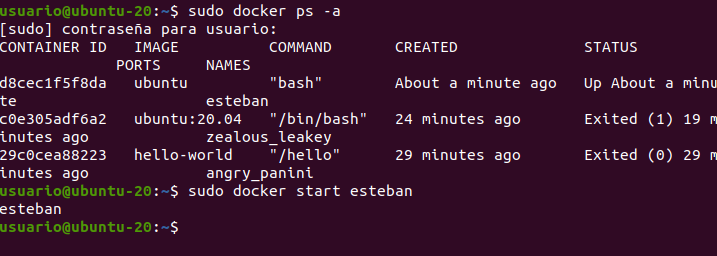 usuario@ubuntu-20:~$ sudo docker ps -a
[sudo] contraseña para usuario:
CONTAINER ID   IMAGE          COMMAND       CREATED              STATUS
               PORTS     NAMES
d8cec1f5f8da   ubuntu         "bash"        About a minute ago   Up About a minu
te                       esteban
c0e305adf6a2   ubuntu:20.04   "/bin/bash"   24 minutes ago       Exited (1) 19 m
inutes ago               zealous_leakey
29c0cea88223   hello-world    "/hello"      29 minutes ago       Exited (0) 29 m
inutes ago               angry_panini
usuario@ubuntu-20:~$ sudo docker start esteban
esteban
usuario@ubuntu-20:~$